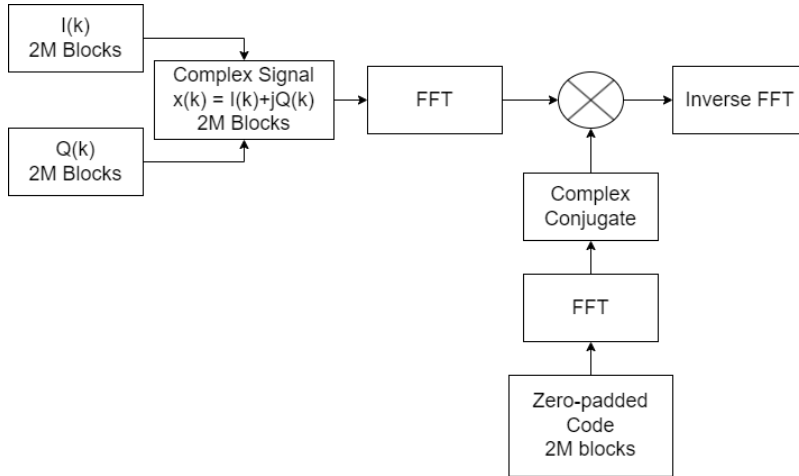 I(k)
2M Blocks
Q(k)
2M Blocks
Complex Signal
x(k) = I(k)+jQ(k)
2M Blocks
FFT
Inverse FFT
Complex
Conjugate
FFT
Zero-padded
Code
2M blocks